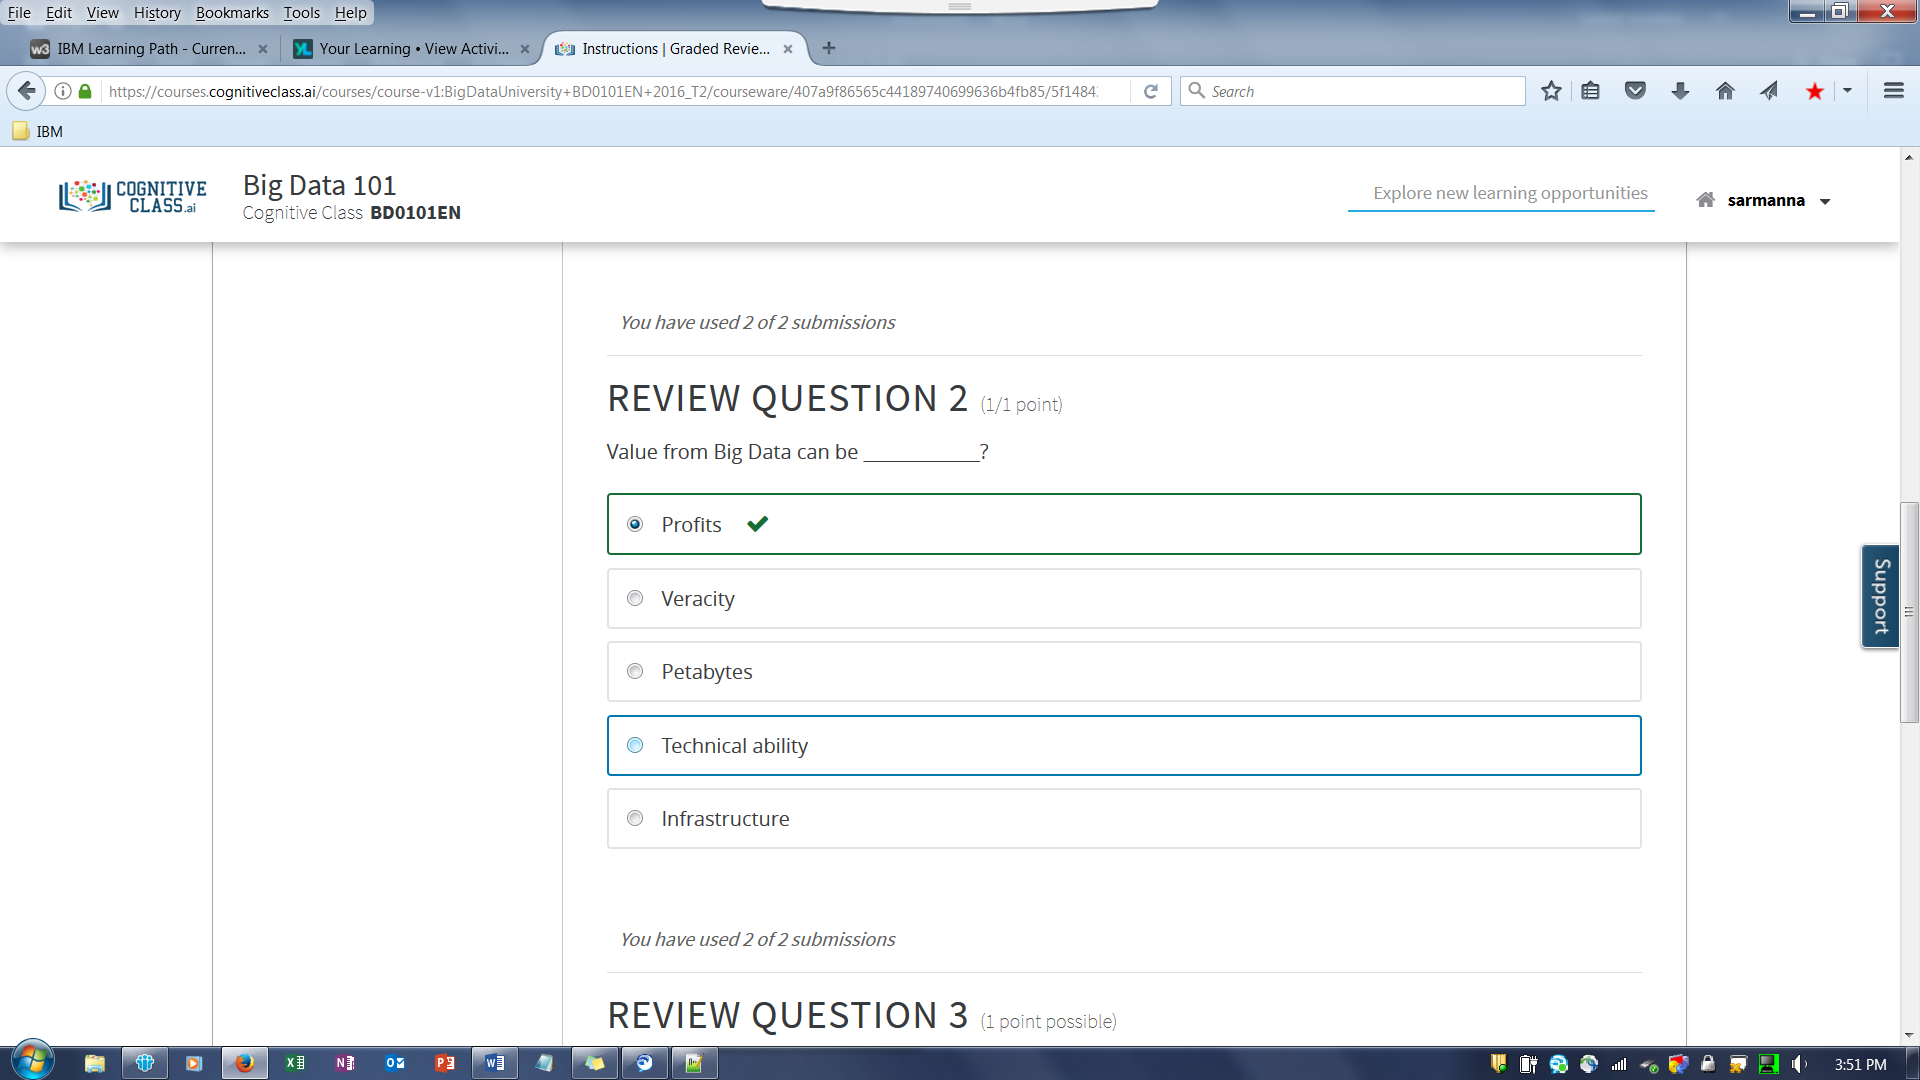 File Edit View History Bookmarks Tools Help
w3 IBM Learning Path - Curren... YL Your Learning • View Activi... Instructions | Graded Revie...
https://courses.cognitiveclass.ai/courses/course-v1:BigDataUniversity+BD0101EN+2016_T2/courseware/407a9f86565c44189740699636b4fb85/5f1484
Search
IBM
COGNITIVE
CLASS.ai
Big Data 101
Cognitive Class BD0101EN
Explore new learning opportunities
sarmanna
You have used 2 of 2 submissions
REVIEW QUESTION 2 (1/1 point)
Value from Big Data can be ____________?
Profits
Veracity
Petabytes
Technical ability
Infrastructure
Support
You have used 2 of 2 submissions
REVIEW QUESTION 3 (1 point possible)
3:51 PM